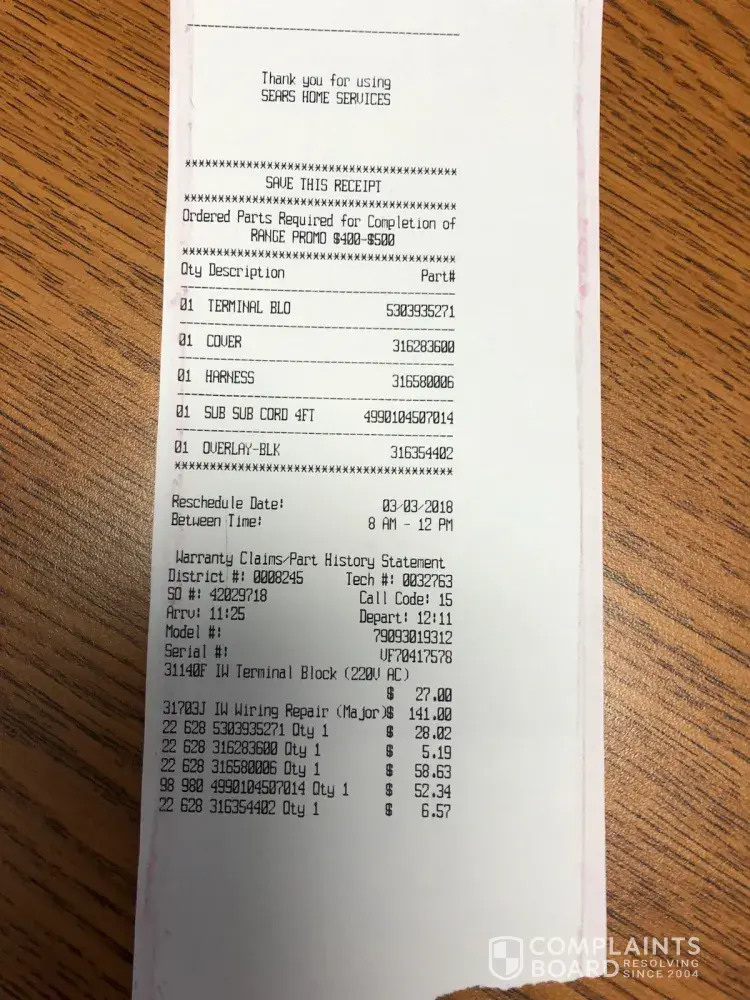 ----------------------------------------
Thank you for using
SEARS HOME SERVICES
****************************************
SAVE THIS RECEIPT
****************************************
Ordered Parts Required for Completion of
RANGE PROMO $400-$500
****************************************
Qty Description Part#
----------------------------------------
01 TERMINAL BLO 5303935271
----------------------------------------
01 COVER 316283600
----------------------------------------
01 HARNESS 316580006
----------------------------------------
01 SUB SUB CORD 4FT 4990104507014
----------------------------------------
01 OVERLAY-BLK 316354402
****************************************
Reschedule Date: 03/03/2018
Between Time: 8 AM - 12 PM
Warranty Claims/Part History Statement
District #: 0008245 Tech #: 0032763
SO #: 42029718 Call Code: 15
Arrv: 11:25 Depart: 12:11
Model #: 79093019312
Serial #: VF70417578
31140F IW Terminal Block (220V AC)
$ 27.00
31703J IW Wiring Repair (Major)$ 141.00
22 628 5303935271 Qty 1 $ 28.02
22 628 316283600 Qty 1 $ 5.19
22 628 316580006 Qty 1 $ 58.63
98 980 4990104507014 Qty 1 $ 52.34
22 628 316354402 Qty 1 $ 6.57
COMPLAINTS
BOARD RESOLVING
SINCE 2004